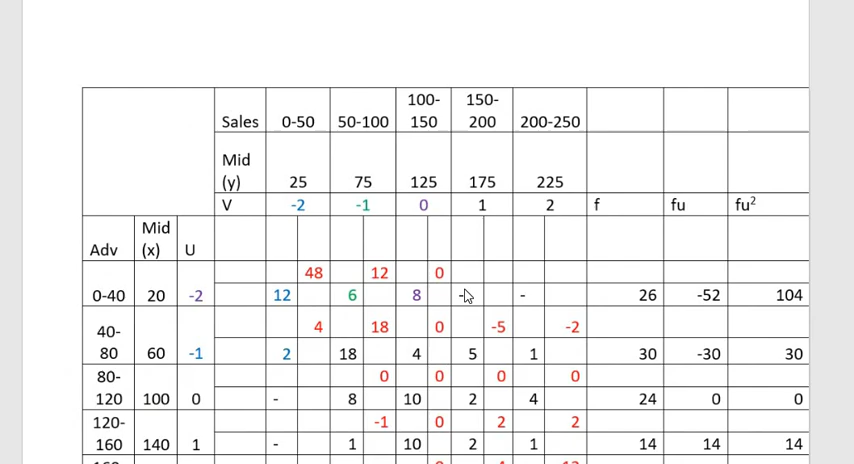 100- 150-
Sales 0-50 50-100 150 200 200-250
Mid
(y) 25 75 125 175 225
V -2 -1 0 1 2 f fu fu²
Mid
Adv (x) U
48 12 0
0-40 20 -2 12 6 8 - - 26 -52 104
4 18 0 -5 -2
40-
80 60 -1 2 18 4 5 1 30 -30 30
80- 0 0 0 0
120 100 0 - 8 10 2 4 24 0 0
120- -1 0 2 2
160 140 1 - 1 10 2 1 14 14 14